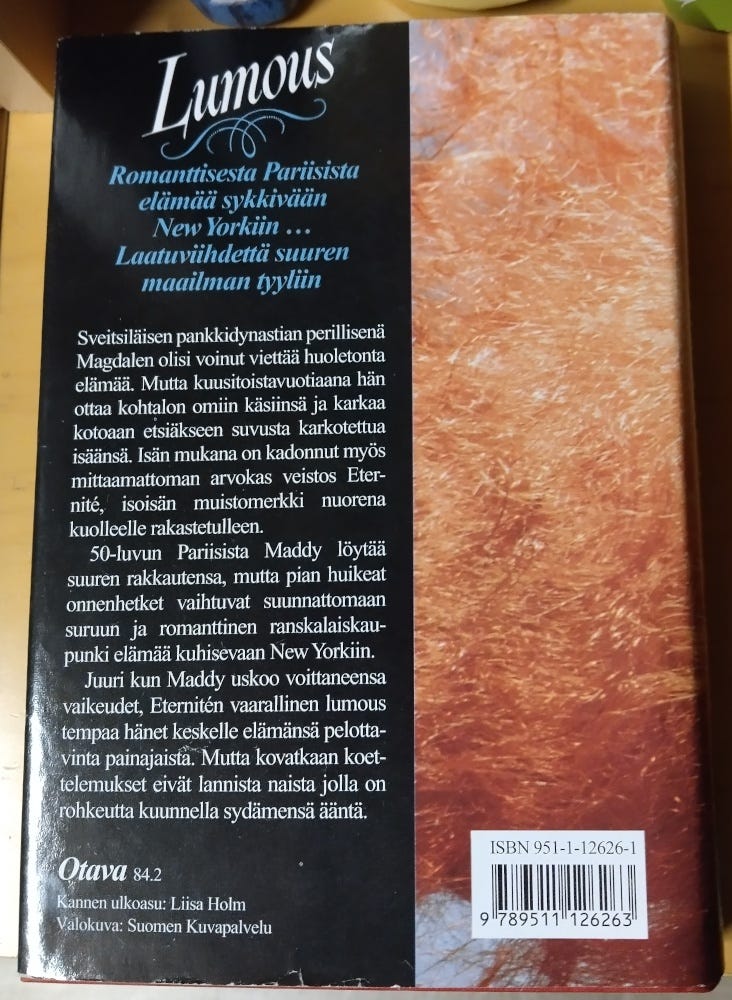 Lumous
Romanttisesta Pariisista
elämää sykkivään
New Yorkiin ...
Laatuviihdettä suuren
maailman tyyliin
Sveitsiläisen pankkidynastian perillisenä
Magdalen olisi voinut viettää huoletonta
elämää. Mutta kuusitoistavuotiaana hän
ottaa kohtalon omiin käsiinsä ja karkaa
kotoaan etsiäkseen suvusta karkotettua
isäänsä. Isän mukana on kadonnut myös
mittaamattoman arvokas veistos Eter-
nité, isoisän muistomerkki nuorena
kuolleelle rakastetulleen.
50-luvun Pariisista Maddy löytää
suuren rakkautensa, mutta pian huikeat
onnenhetket vaihtuvat suunnattomaan
suruun ja romanttinen ranskalaiskau-
punki elämää kuhisevaan New Yorkiin.
Juuri kun Maddy uskoo voittaneensa
vaikeudet, Eternitén vaarallinen lumous
tempaa hänet keskelle elämänsä pelotta-
vinta painajaista. Mutta kovatkaan koet-
telemukset eivät lannista naista jolla on
rohkeutta kuunnella sydämensä ääntä.
Otava 84.2
Kannen ulkoasu: Liisa Holm
Valokuva: Suomen Kuvapalvelu
ISBN 951-1-12626-1
9 789511 126263